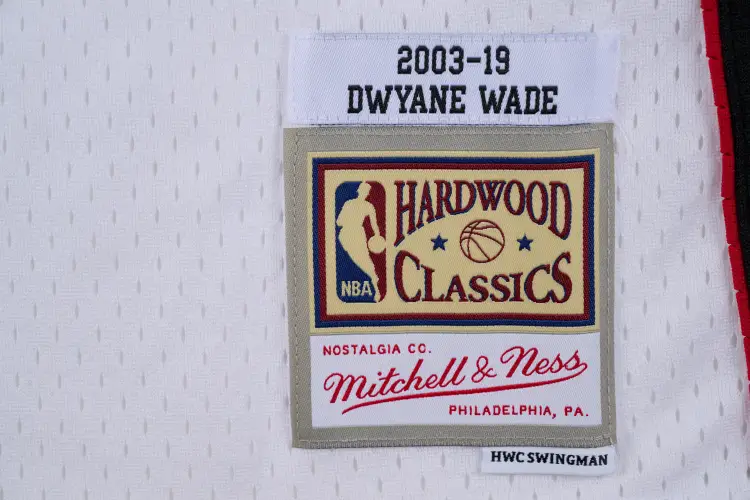 2003-19
DWYANE WADE
HARDWOOD
NBA
CLASSICS
NOSTALGIA CO.
Mitchell & Ness
PHILADELPHIA, PA.
HWC SWINGMAN